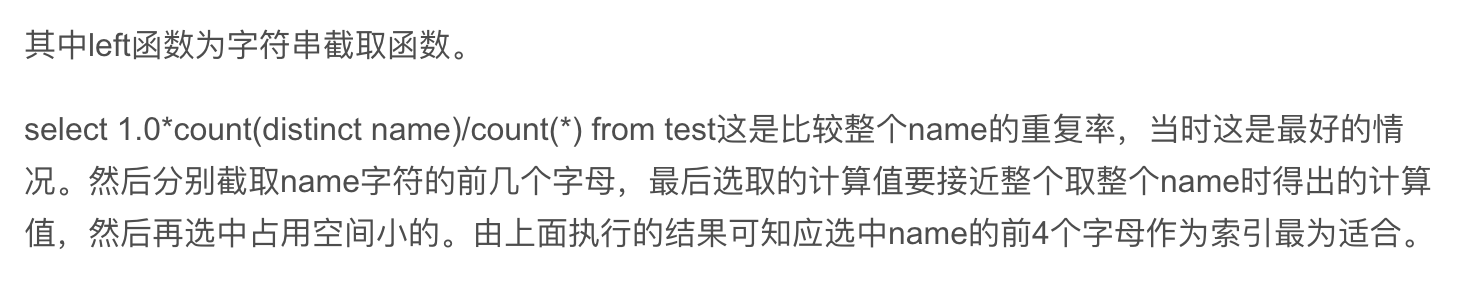 其中left函数为字符串截取函数。
select 1.0*count(distinct name)/count(*) from test这是比较整个name的重复率，当时这是最好的情
况。然后分别截取name字符的前几个字母，最后选取的计算值要接近整个取整个name时得出的计算
值，然后再选中占用空间小的。由上面执行的结果可知应选中name的前4个字母作为索引最为适合。